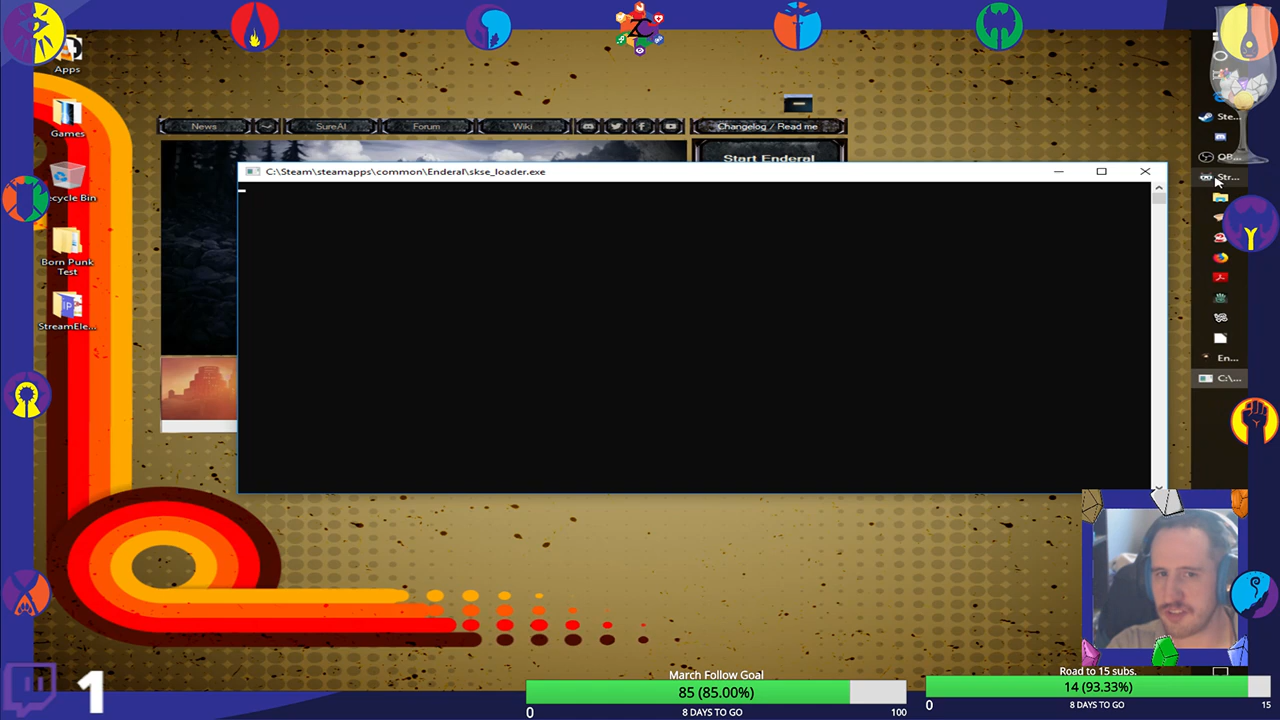 Apps
Games
Recycle Bin
Born Punk
Test
StreamEle...
News
SureAI
Forum
Wiki
Changelog / Read me
Start Enderal
C:\Steam\steamapps\common\Enderal\skse_loader.exe
Ste...
Str...
En...
C:\...
1
March Follow Goal
85 (85.00%)
0
8 DAYS TO GO
100
Road to 15 subs.
14 (93.33%)
0
8 DAYS TO GO
15